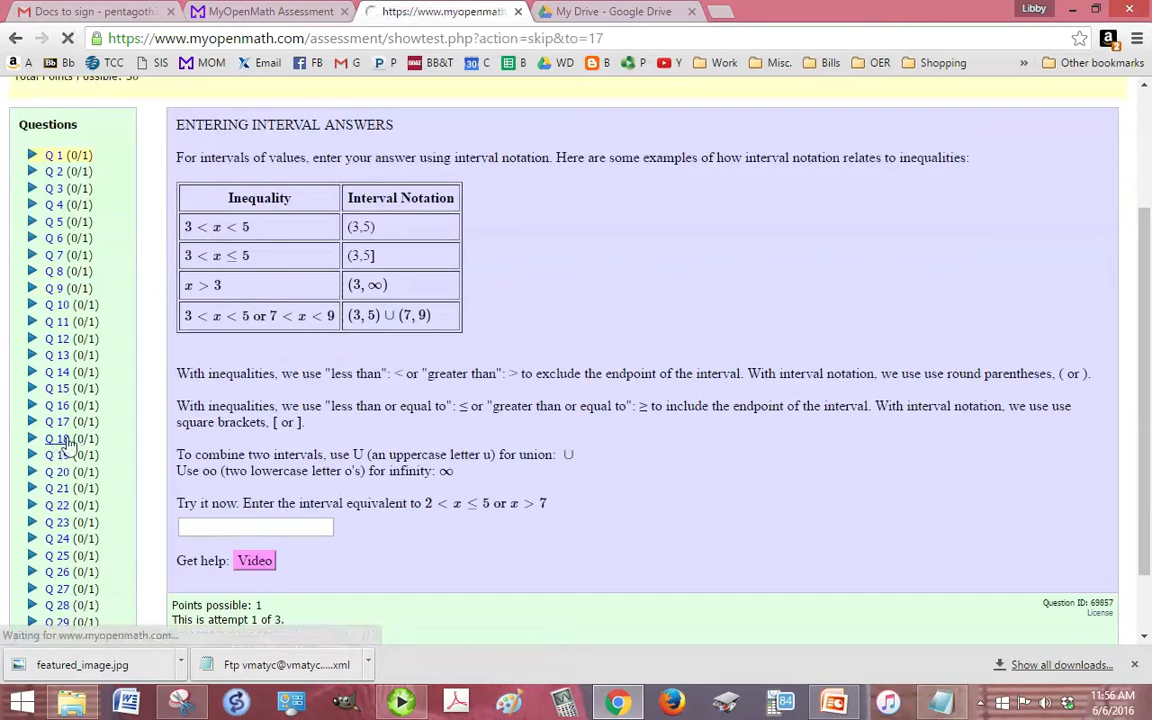 Docs to sign - pentagoth
MyOpenMath Assessment
https://www.myopenmath
My Drive - Google Drive
Libby
https://www.myopenmath.com/assessment/showtest.php?action=skip&to=17
A
Bb
TCC
SIS
MOM
Email
FB
G
P
BB&T
C
B
WD
B
P
Y
Work
Misc.
Bills
OER
Shopping
»
Other bookmarks
Total Points Possible: 30
Questions
Q 1 (0/1)
Q 2 (0/1)
Q 3 (0/1)
Q 4 (0/1)
Q 5 (0/1)
Q 6 (0/1)
Q 7 (0/1)
Q 8 (0/1)
Q 9 (0/1)
Q 10 (0/1)
Q 11 (0/1)
Q 12 (0/1)
Q 13 (0/1)
Q 14 (0/1)
Q 15 (0/1)
Q 16 (0/1)
Q 17 (0/1)
Q 18 (0/1)
Q 19 (0/1)
Q 20 (0/1)
Q 21 (0/1)
Q 22 (0/1)
Q 23 (0/1)
Q 24 (0/1)
Q 25 (0/1)
Q 26 (0/1)
Q 27 (0/1)
Q 28 (0/1)
Q 29 (0/1)
ENTERING INTERVAL ANSWERS
For intervals of values, enter your answer using interval notation. Here are some examples of how interval notation relates to inequalities:
Inequality Interval Notation
3 < x < 5 (3,5)
3 < x ≤ 5 (3,5]
x > 3 (3, ∞)
3 < x < 5 or 7 < x < 9 (3, 5) ∪ (7, 9)
With inequalities, we use "less than": < or "greater than": > to exclude the endpoint of the interval. With interval notation, we use use round parentheses, ( or ).
With inequalities, we use "less than or equal to": ≤ or "greater than or equal to": ≥ to include the endpoint of the interval. With interval notation, we use use
square brackets, [ or ].
To combine two intervals, use U (an uppercase letter u) for union: ∪
Use oo (two lowercase letter o's) for infinity: ∞
Try it now. Enter the interval equivalent to 2 < x ≤ 5 or x > 7
Get help: Video
Points possible: 1
This is attempt 1 of 3.
Question ID: 69857
License
Waiting for www.myopenmath.com...
featured_image.jpg
Ftp vmatyc@vmatyc.....xml
Show all downloads...
11:56 AM
6/6/2016